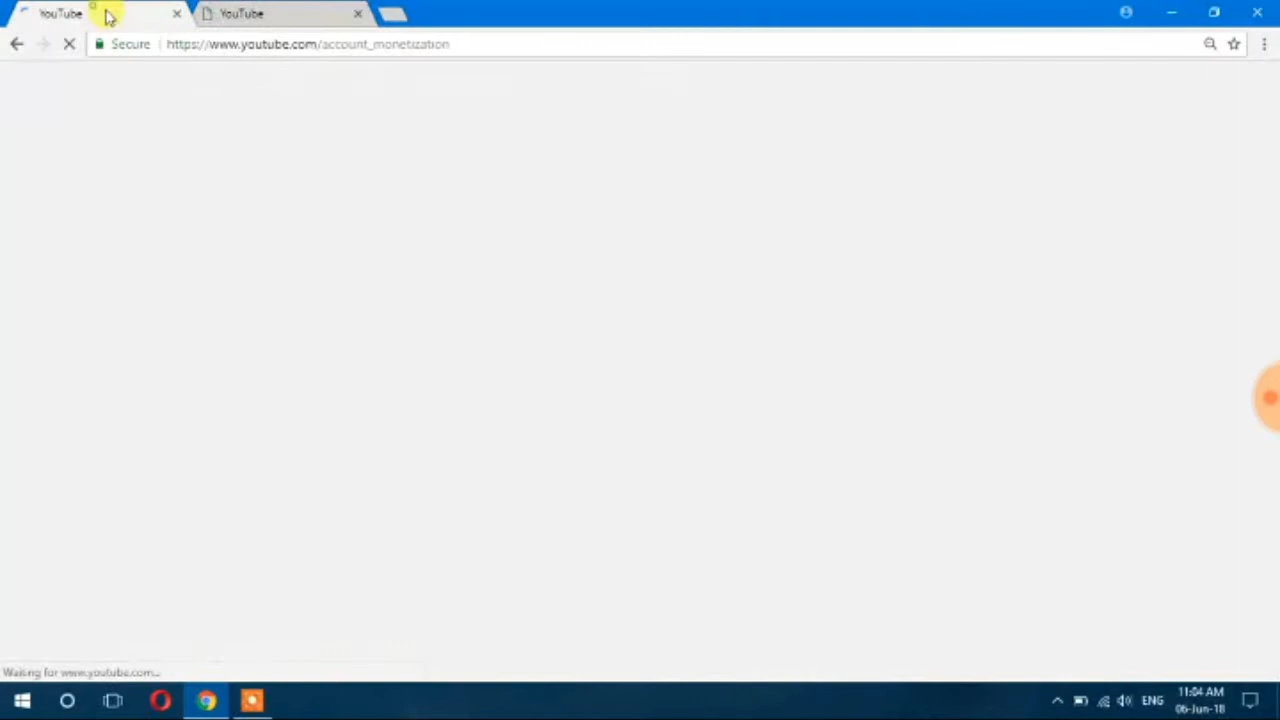 YouTube
YouTube
Secure https://www.youtube.com/account_monetization
Waiting for www.youtube.com...
ENG
11:04 AM
06-Jun-18